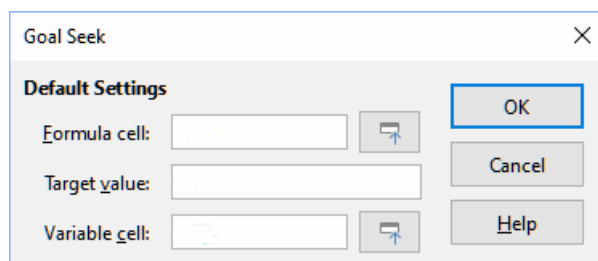 Goal Seek
Default Settings
Formula cell:
OK
Target value:
Cancel
Variable cell:
Help